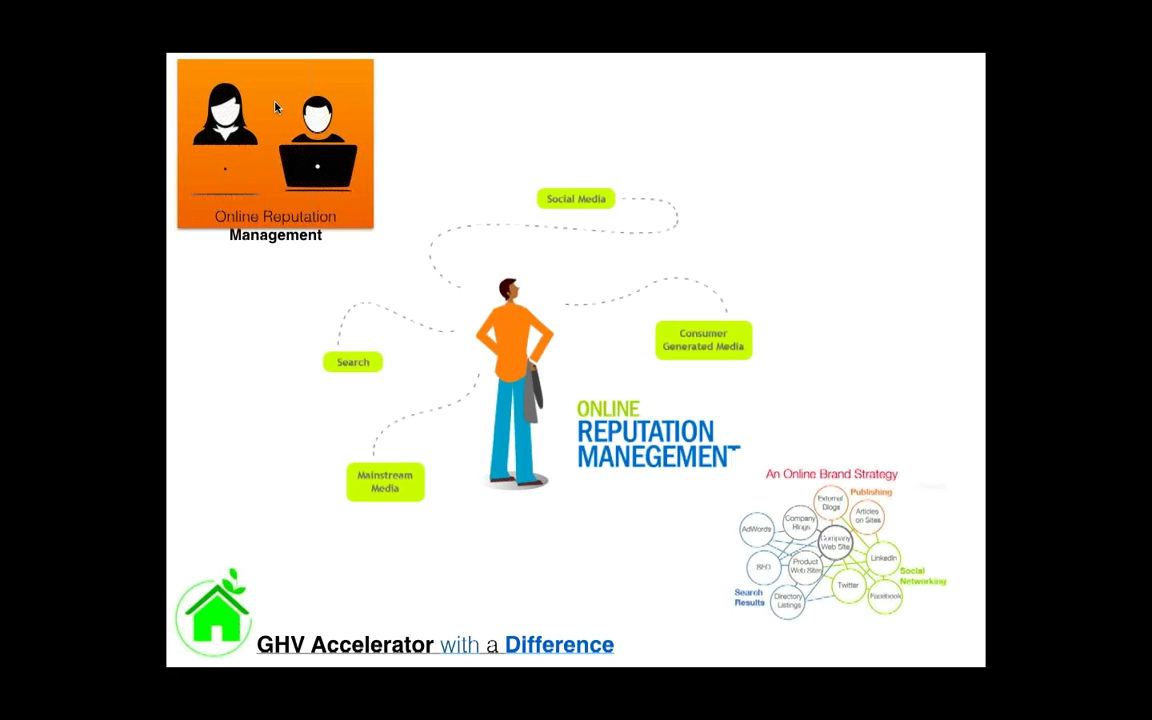 Online Reputation
Management
Social Media
Consumer
Generated Media
Search
ONLINE
REPUTATION
MANEGEMENT
Mainstream
Media
An Online Brand Strategy
Publishing
External
Blogs
Articles
on Sites
Company
Blogs
AdWords
Company
Web Site
LinkedIn
Product
Web Sites
SEO
Social
Networking
Twitter
Search
Results
Directory
Listings
Facebook
GHV Accelerator with a Difference